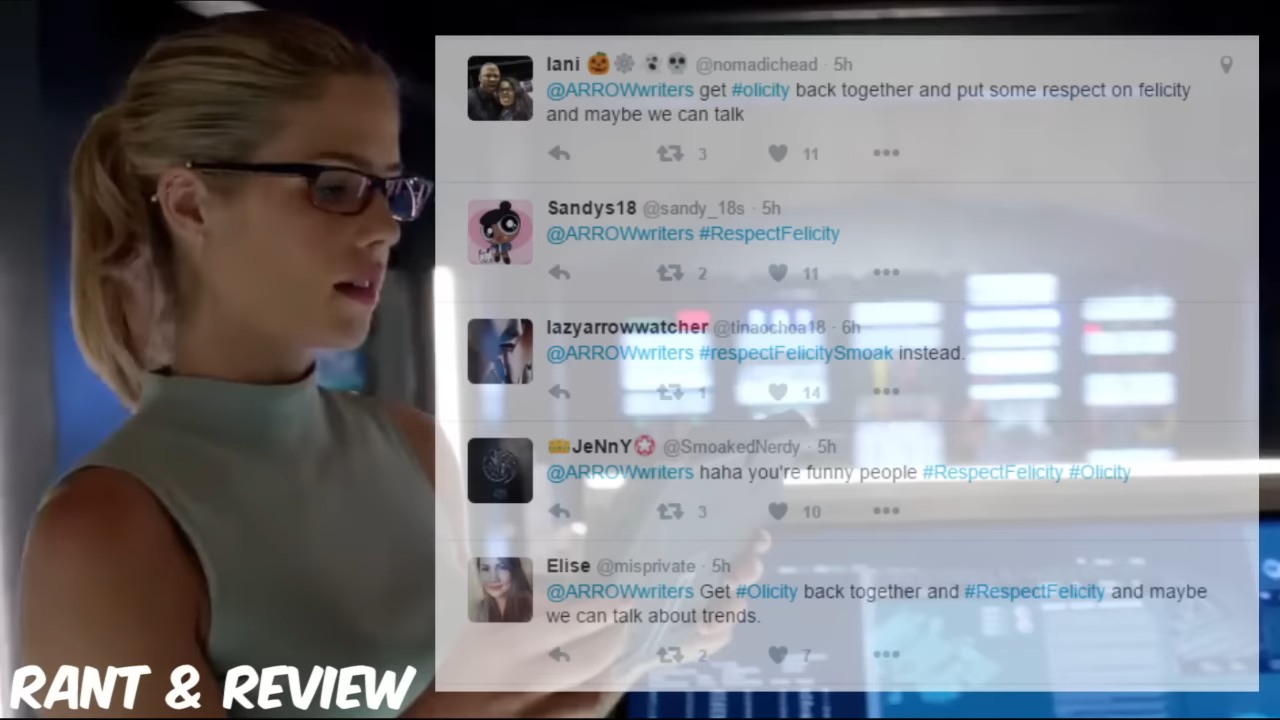 Iani 🎃🕸👻💀 @nomadichead · 5h
@ARROWwriters get #olicity back together and put some respect on felicity
and maybe we can talk
3 11
Sandys18 @sandy_18s · 5h
@ARROWwriters #RespectFelicity
2 11
lazyarrowwatcher @tinaochoa18 · 6h
@ARROWwriters #respectFelicitySmoak instead.
1 14
JeNnY @SmoakedNerdy · 5h
@ARROWwriters haha you're funny people #RespectFelicity #Olicity
3 10
Elise @misprivate · 5h
@ARROWwriters Get #Olicity back together and #RespectFelicity and maybe
we can talk about trends.
2 7
RANT & REVIEW